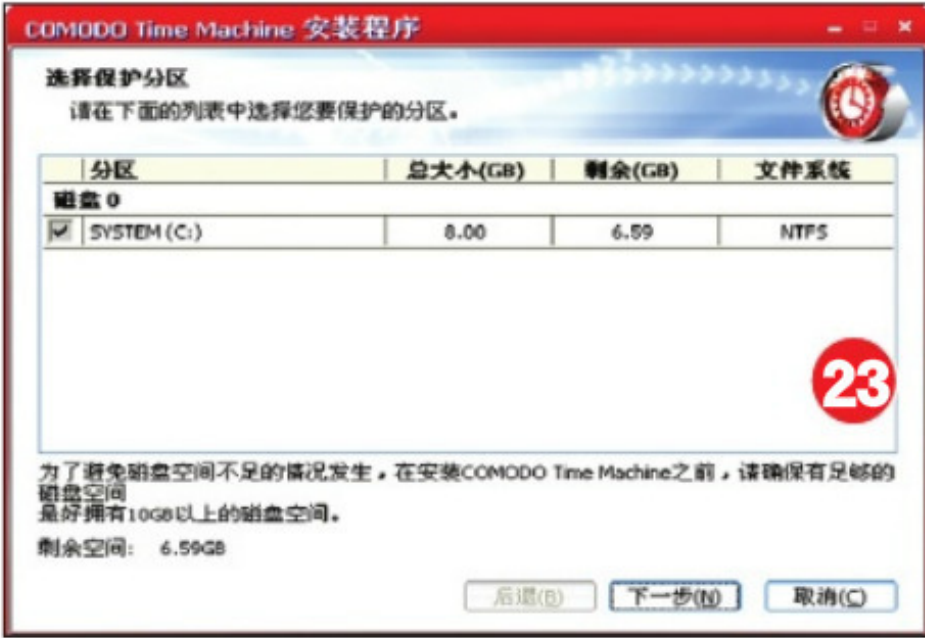 COMODO Time Machine 安装程序
选择保护分区
请在下面的列表中选择您要保护的分区。
分区 总大小(GB) 剩余(GB) 文件系统
磁盘 0
SYSTEM (C:) 8.00 6.59 NTFS
23
为了避免磁盘空间不足的情况发生，在安装COMODO Time Machine之前，请确保有足够的
磁盘空间
最好拥有10GB以上的磁盘空间。
剩余空间: 6.59GB
后退(B) 下一步(N) 取消(C)